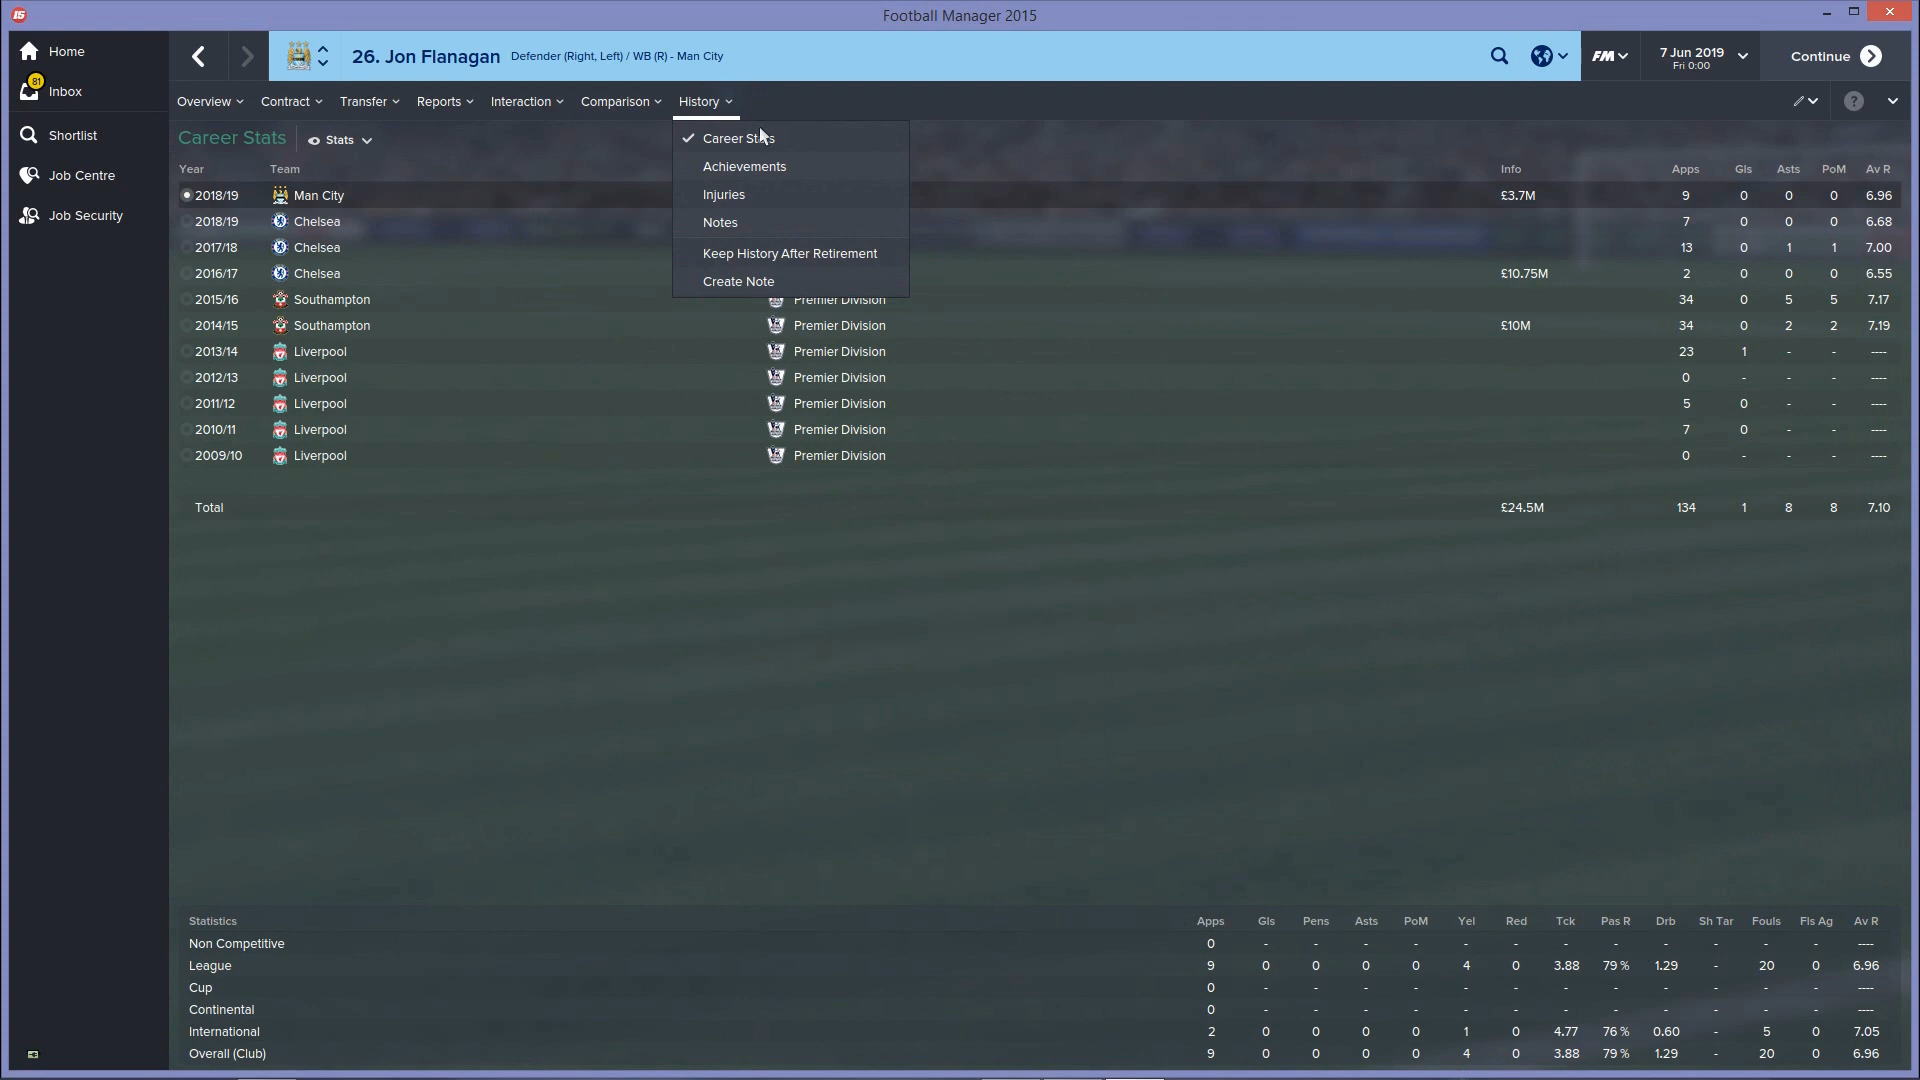 Football Manager 2015
Home
Inbox
81
Shortlist
Job Centre
Job Security
26. Jon Flanagan Defender (Right, Left) / WB (R) - Man City
FM
7 Jun 2019
Fri 0:00
Continue
Overview Contract Transfer Reports Interaction Comparison History
Career Stats Stats
Career Stats
Achievements
Injuries
Notes
Keep History After Retirement
Create Note
Year Team Info Apps Gls Asts PoM Av R
2018/19 Man City £3.7M 9 0 0 0 6.96
2018/19 Chelsea 7 0 0 0 6.68
2017/18 Chelsea 13 0 1 1 7.00
2016/17 Chelsea £10.75M 2 0 0 0 6.55
2015/16 Southampton Premier Division 34 0 5 5 7.17
2014/15 Southampton Premier Division £10M 34 0 2 2 7.19
2013/14 Liverpool Premier Division 23 1 - - ----
2012/13 Liverpool Premier Division 0 - - - ----
2011/12 Liverpool Premier Division 5 0 - - ----
2010/11 Liverpool Premier Division 7 0 - - ----
2009/10 Liverpool Premier Division 0 - - - ----
Total £24.5M 134 1 8 8 7.10
Statistics Apps Gls Pens Asts PoM Yel Red Tck Pas R Drb Sh Tar Fouls Fls Ag Av R
Non Competitive 0 - - - - - - - - - - - - ----
League 9 0 0 0 0 4 0 3.88 79 % 1.29 - 20 0 6.96
Cup 0 - - - - - - - - - - - - ----
Continental 0 - - - - - - - - - - - - ----
International 2 0 0 0 0 1 0 4.77 76 % 0.60 - 5 0 7.05
Overall (Club) 9 0 0 0 0 4 0 3.88 79 % 1.29 - 20 0 6.96